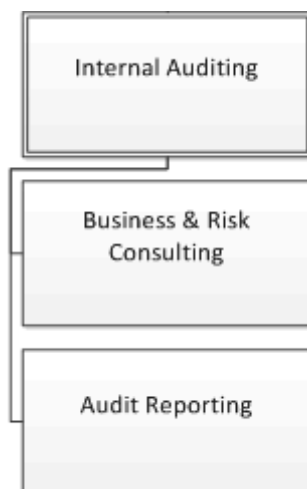 Internal Auditing
Business & Risk
Consulting
Audit Reporting